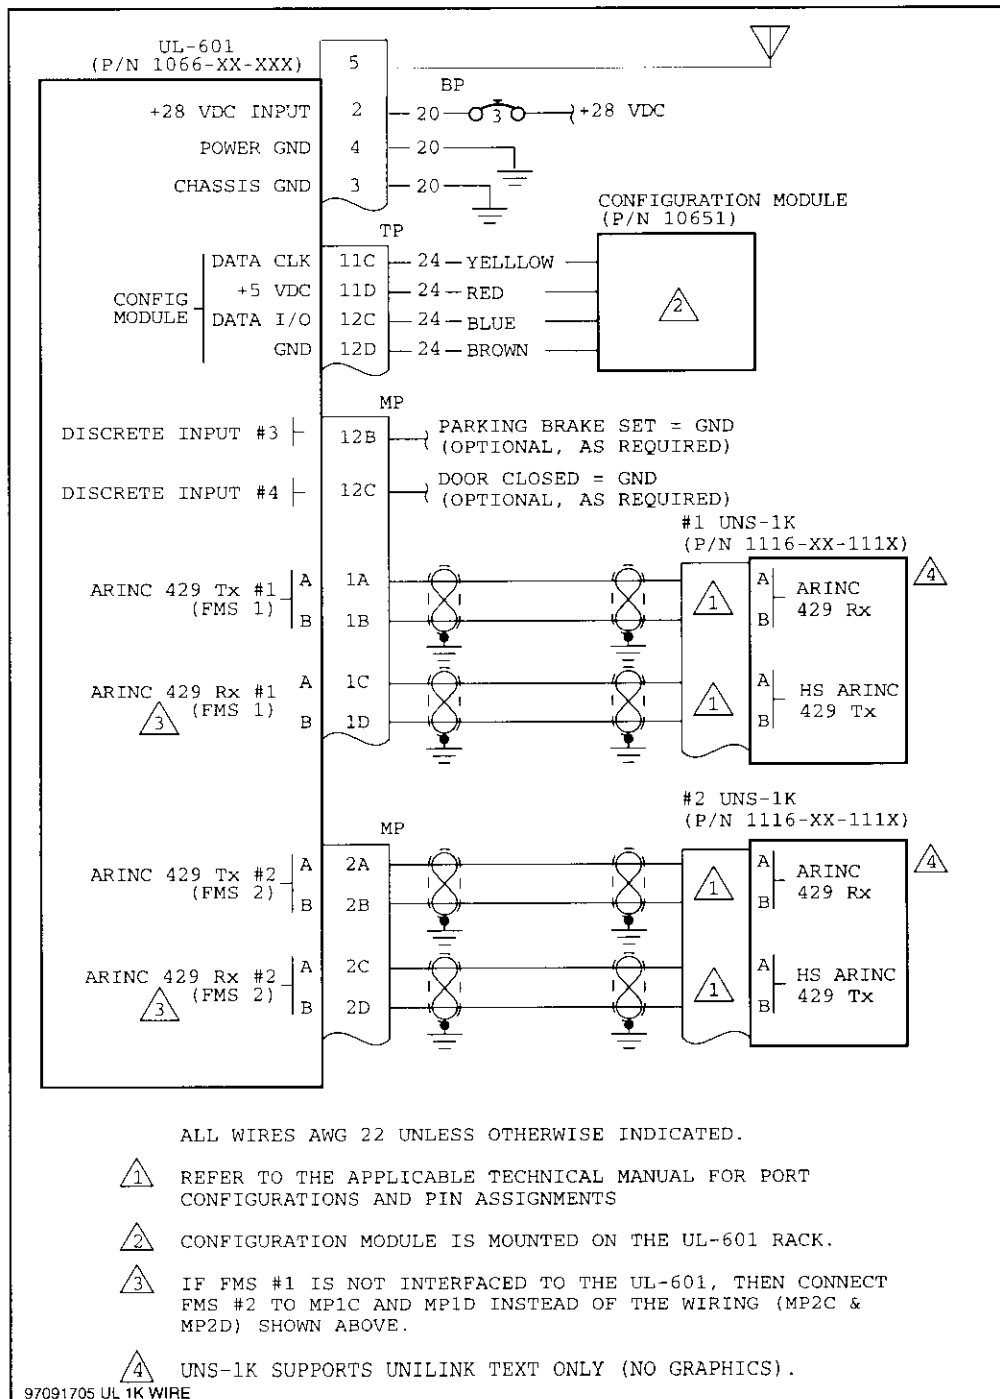 UL-601
(P/N 1066-XX-XXX)
5
BP
+28 VDC INPUT 2 20 3 +28 VDC
POWER GND 4 20
CHASSIS GND 3 20
CONFIGURATION MODULE
(P/N 10651)
TP
CONFIG
MODULE
DATA CLK 11C 24 YELLLOW
+5 VDC 11D 24 RED
2
DATA I/O 12C 24 BLUE
GND 12D 24 BROWN
MP
DISCRETE INPUT #3 12B PARKING BRAKE SET = GND
(OPTIONAL, AS REQUIRED)
DISCRETE INPUT #4 12C DOOR CLOSED = GND
(OPTIONAL, AS REQUIRED)
#1 UNS-1K
(P/N 1116-XX-111X)
4
ARINC 429 Tx #1
(FMS 1)
A 1A
B 1B
1
A
B
ARINC
429 Rx
ARINC 429 Rx #1
(FMS 1)
3
A 1C
B 1D
1
A
B
HS ARINC
429 Tx
#2 UNS-1K
(P/N 1116-XX-111X)
MP
4
ARINC 429 Tx #2
(FMS 2)
A 2A
B 2B
1
A
B
ARINC
429 Rx
ARINC 429 Rx #2
(FMS 2)
3
A 2C
B 2D
1
A
B
HS ARINC
429 Tx
ALL WIRES AWG 22 UNLESS OTHERWISE INDICATED.
1 REFER TO THE APPLICABLE TECHNICAL MANUAL FOR PORT
CONFIGURATIONS AND PIN ASSIGNMENTS
2 CONFIGURATION MODULE IS MOUNTED ON THE UL-601 RACK.
3 IF FMS #1 IS NOT INTERFACED TO THE UL-601, THEN CONNECT
FMS #2 TO MP1C AND MP1D INSTEAD OF THE WIRING (MP2C &
MP2D) SHOWN ABOVE.
4 UNS-1K SUPPORTS UNILINK TEXT ONLY (NO GRAPHICS).
97091705 UL 1K WIRE